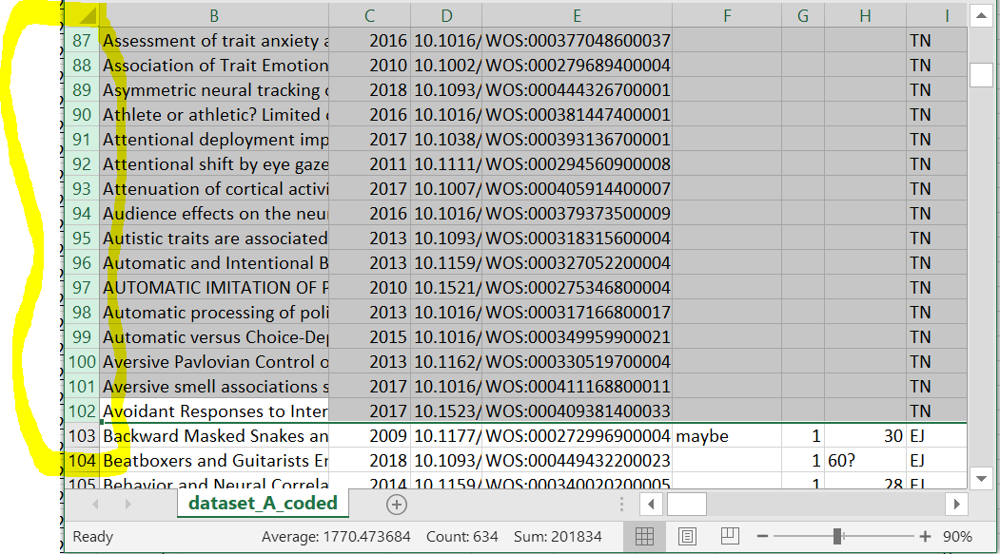 B C D E F G H I
87 Assessment of trait anxiety a 2016 10.1016/ WOS:000377048600037 TN
88 Association of Trait Emotion 2010 10.1002/ WOS:000279689400004 TN
89 Asymmetric neural tracking 2018 10.1093/ WOS:000444326700001 TN
90 Athlete or athletic? Limited 2016 10.1016/ WOS:000381447400001 TN
91 Attentional deployment imp 2017 10.1038/ WOS:000393136700001 TN
92 Attentional shift by eye gaze 2011 10.1111/ WOS:000294560900008 TN
93 Attenuation of cortical activi 2017 10.1007/ WOS:000405914400007 TN
94 Audience effects on the neu 2016 10.1016/ WOS:000379373500009 TN
95 Autistic traits are associated 2013 10.1093/ WOS:000318315600004 TN
96 Automatic and Intentional B 2013 10.1159/ WOS:000327052200004 TN
97 AUTOMATIC IMITATION OF P 2010 10.1521/ WOS:000275346800004 TN
98 Automatic processing of poli 2013 10.1016/ WOS:000317166800017 TN
99 Automatic versus Choice-De 2015 10.1016/ WOS:000349959900021 TN
100 Aversive Pavlovian Control o 2013 10.1162/ WOS:000330519700004 TN
101 Aversive smell associations s 2017 10.1016/ WOS:000411168800011 TN
102 Avoidant Responses to Inter 2017 10.1523/ WOS:000409381400033 TN
103 Backward Masked Snakes an 2009 10.1177/ WOS:000272996900004 maybe 1 30 EJ
104 Beatboxers and Guitarists E 2018 10.1093/ WOS:000449432200023 1 60? EJ
105 Behavior and Neural Correla 2014 10.1159/ WOS:000340020200005 1 28 EJ
dataset_A_coded
Ready Average: 1770.473684 Count: 634 Sum: 201834 90%